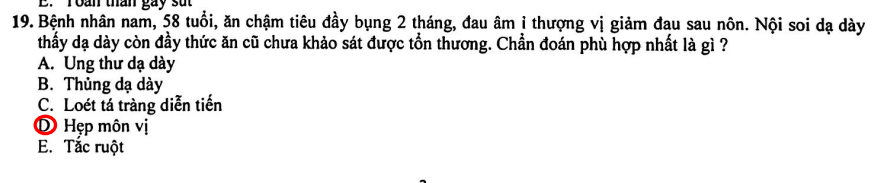 E. Toàn thân gầy sút
19. Bệnh nhân nam, 58 tuổi, ăn chậm tiêu đầy bụng 2 tháng, đau âm ỉ thượng vị giảm đau sau nôn. Nội soi dạ dày
thấy dạ dày còn đầy thức ăn cũ chưa khảo sát được tổn thương. Chẩn đoán phù hợp nhất là gì ?
A. Ung thư dạ dày
B. Thủng dạ dày
C. Loét tá tràng diễn tiến
D Hẹp môn vị
E. Tắc ruột